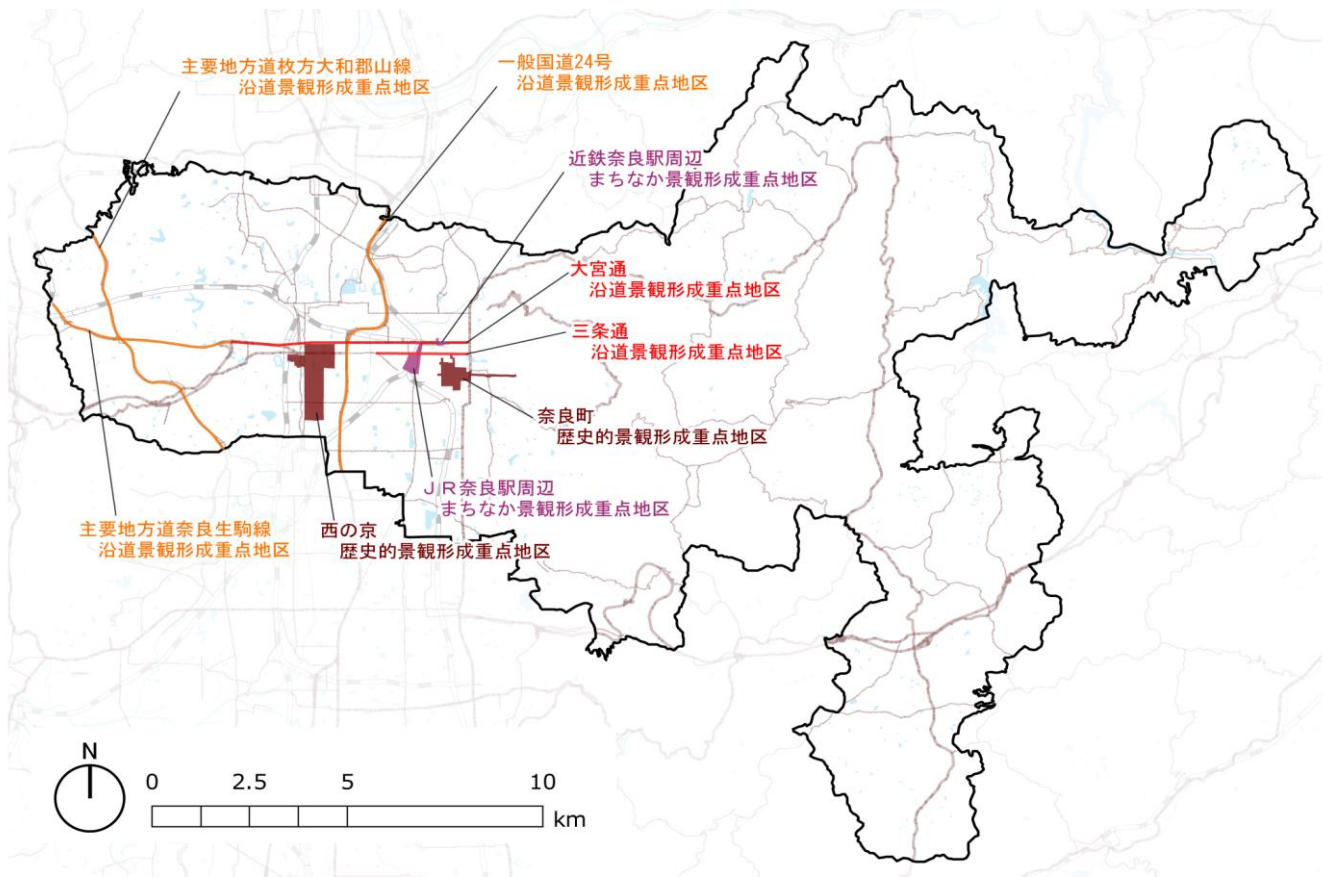 主要地方道枚方大和郡山線
沿道景観形成重点地区
一般国道24号
沿道景観形成重点地区
近鉄奈良駅周辺
まちなか景観形成重点地区
大宮通
沿道景観形成重点地区
三条通
沿道景観形成重点地区
奈良町
歴史的景観形成重点地区
ＪＲ奈良駅周辺
まちなか景観形成重点地区
西の京
歴史的景観形成重点地区
主要地方道奈良生駒線
沿道景観形成重点地区
N
0 2.5 5 10
km